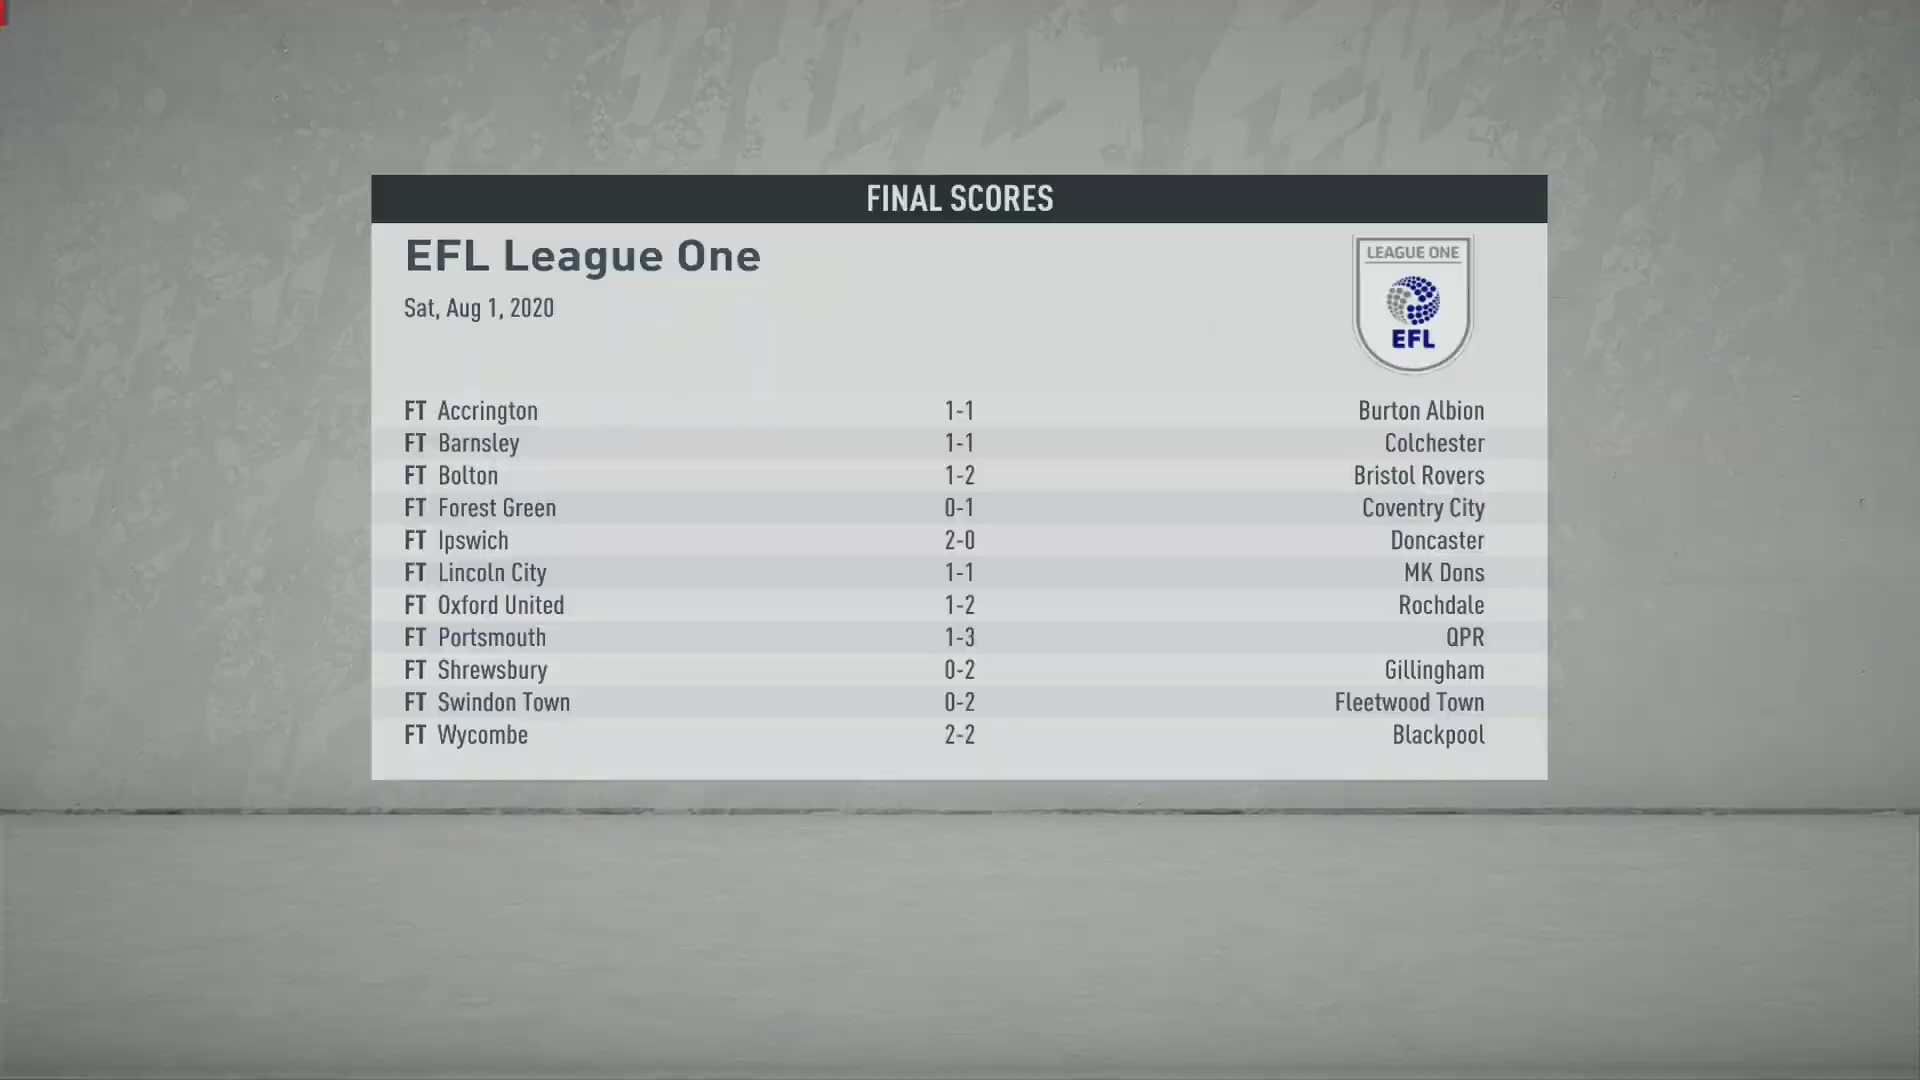 FINAL SCORES
EFL League One
LEAGUE ONE
EFL
Sat, Aug 1, 2020
FT Accrington 1-1 Burton Albion
FT Barnsley 1-1 Colchester
FT Bolton 1-2 Bristol Rovers
FT Forest Green 0-1 Coventry City
FT Ipswich 2-0 Doncaster
FT Lincoln City 1-1 MK Dons
FT Oxford United 1-2 Rochdale
FT Portsmouth 1-3 QPR
FT Shrewsbury 0-2 Gillingham
FT Swindon Town 0-2 Fleetwood Town
FT Wycombe 2-2 Blackpool